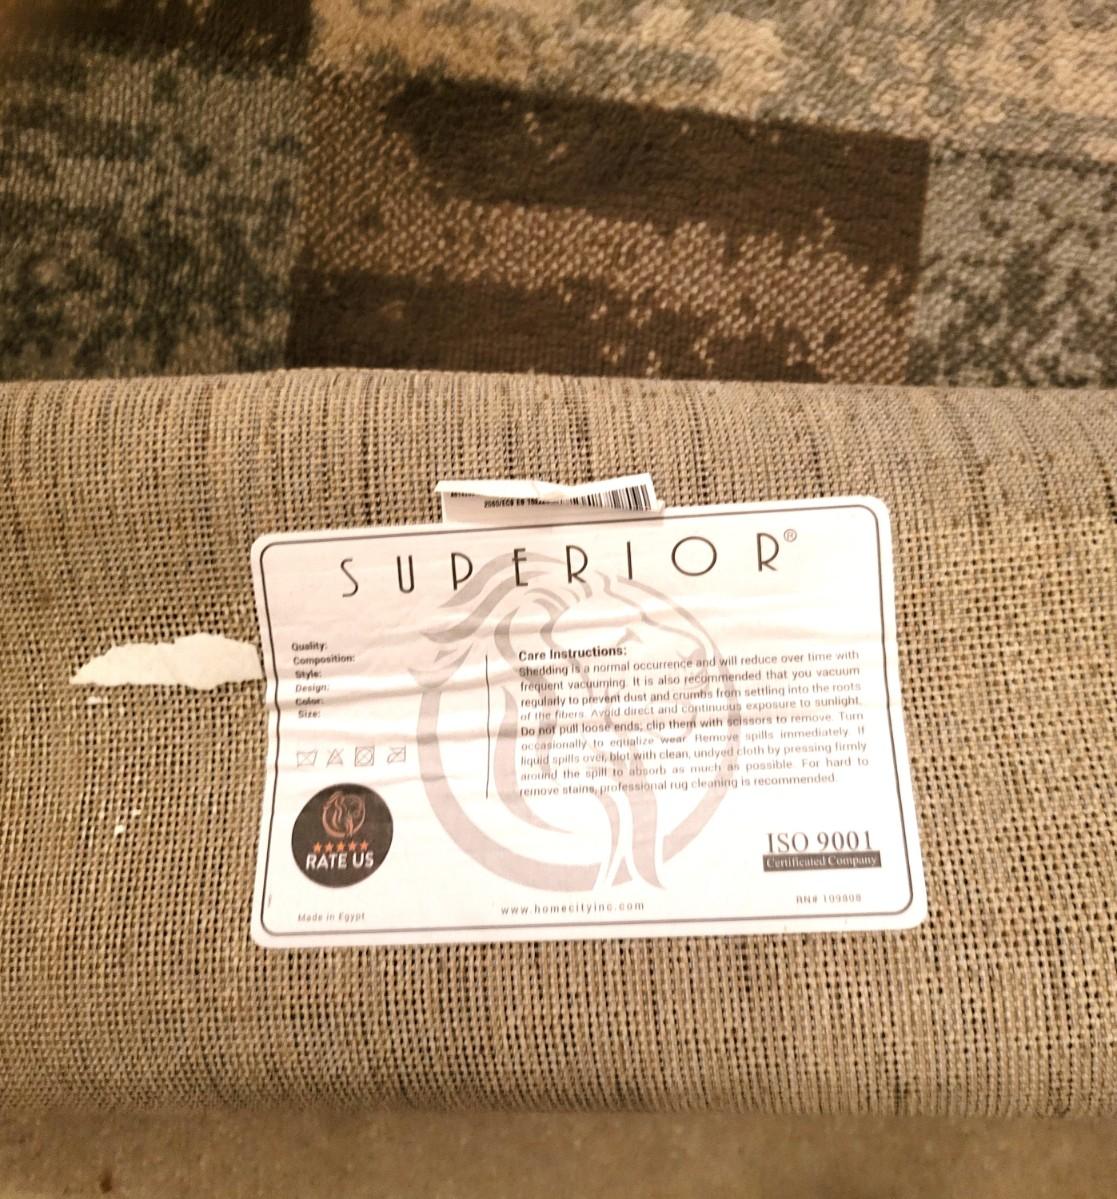 SUPERIOR®
Quality:
Composition:
Style:
Design:
Color:
Size:
Care Instructions:
Shedding is a normal occurrence and will reduce over time with
frequent vacuuming. It is also recommended that you vacuum
regularly to prevent dust and crumbs from settling into the roots
of the fibers. Avoid direct and continuous exposure to sunlight.
Do not pull loose ends; clip them with scissors to remove. Turn
occasionally to equalize wear. Remove spills immediately. If
liquid spills over, blot with clean, undyed cloth by pressing firmly
around the spill to absorb as much as possible. For hard to
remove stains, professional rug cleaning is recommended.
RATE US
ISO 9001
Certificated Company
Made in Egypt
www.homecityinc.com
RN# 109808